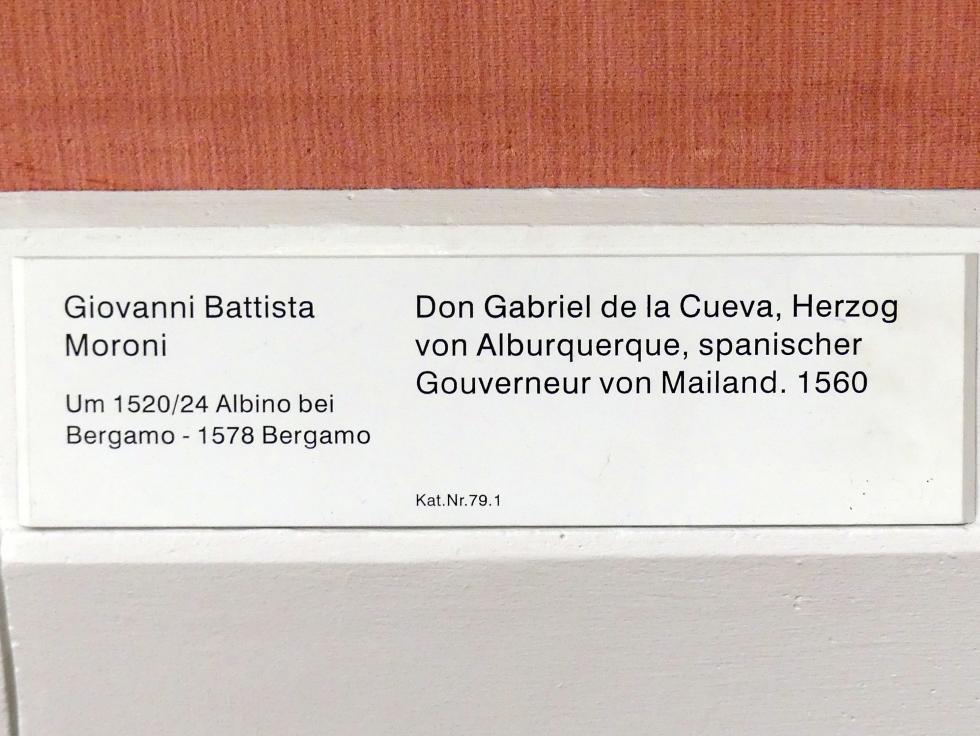 Giovanni Battista
Moroni
Um 1520/24 Albino bei
Bergamo - 1578 Bergamo
Don Gabriel de la Cueva, Herzog
von Alburquerque, spanischer
Gouverneur von Mailand. 1560
Kat.Nr.79.1